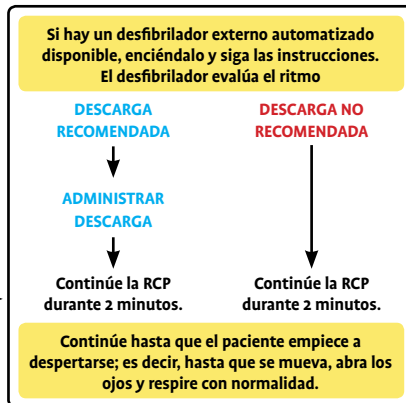 Si hay un desfibrilador externo automatizado
disponible, enciéndalo y siga las instrucciones.
El desfibrilador evalúa el ritmo
DESCARGA
RECOMENDADA
ADMINISTRAR
DESCARGA
Continúe la RCP
durante 2 minutos.
DESCARGA NO
RECOMENDADA
Continúe la RCP
durante 2 minutos.
Continúe hasta que el paciente empiece a
despertarse; es decir, hasta que se mueva, abra los
ojos y respire con normalidad.